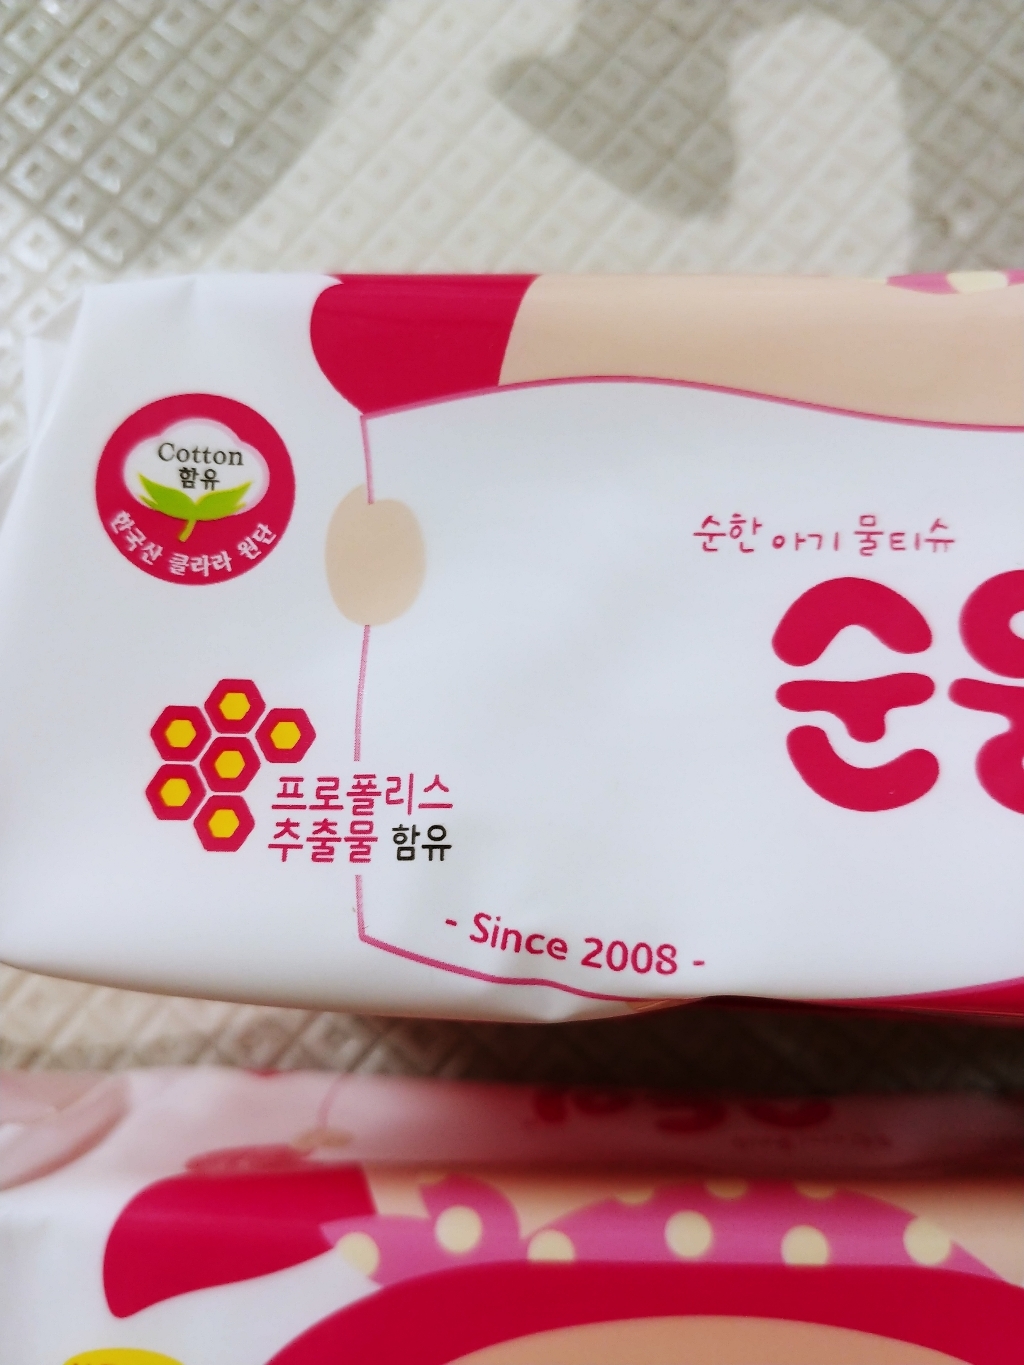 Cotton
함유
한국산 클라라 원단
순한 아기 물티슈
순
프로폴리스
추출물 함유
- Since 2008 -